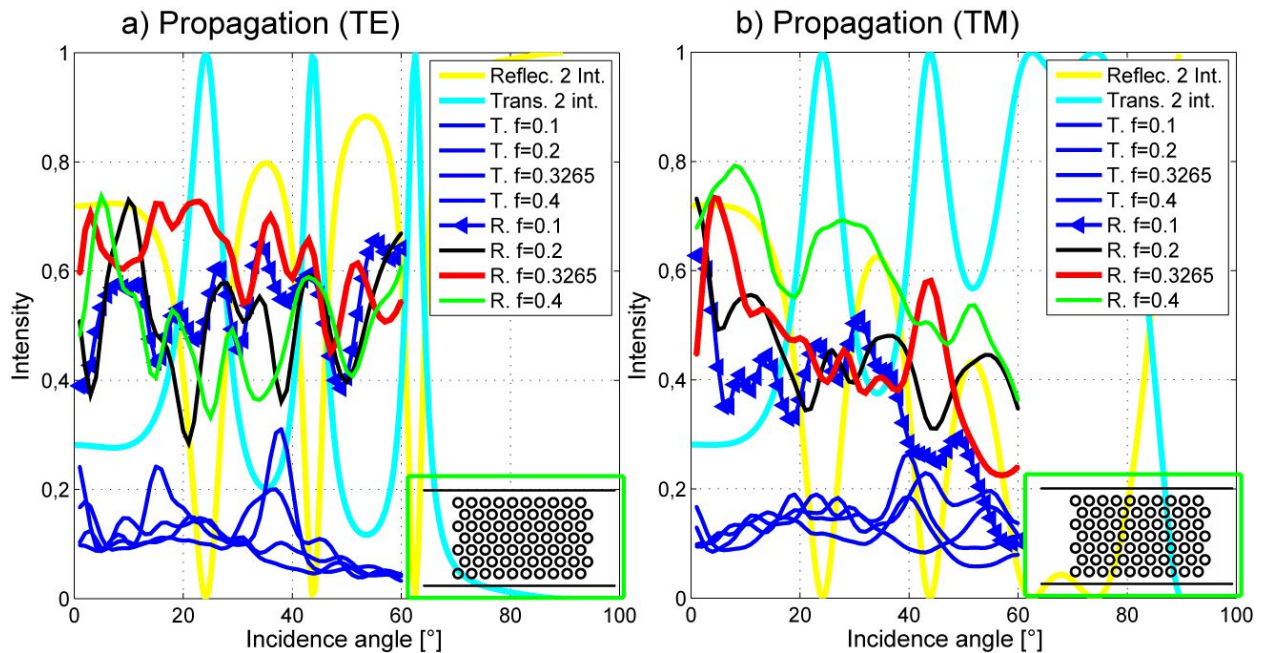 a) Propagation (TE)
1
0,8
0,6
0,4
0,2
0
0
20
40
60
80
100
Intensity
Incidence angle [°]
Reflec. 2 Int.
Trans. 2 int.
T. f=0.1
T. f=0.2
T. f=0.3265
T. f=0.4
R. f=0.1
R. f=0.2
R. f=0.3265
R. f=0.4
b) Propagation (TM)
1
0,8
0,6
0,4
0,2
0
0
20
40
60
80
100
Intensity
Incidence angle [°]
Reflec. 2 Int.
Trans. 2 int.
T. f=0.1
T. f=0.2
T. f=0.3265
T. f=0.4
R. f=0.1
R. f=0.2
R. f=0.3265
R. f=0.4